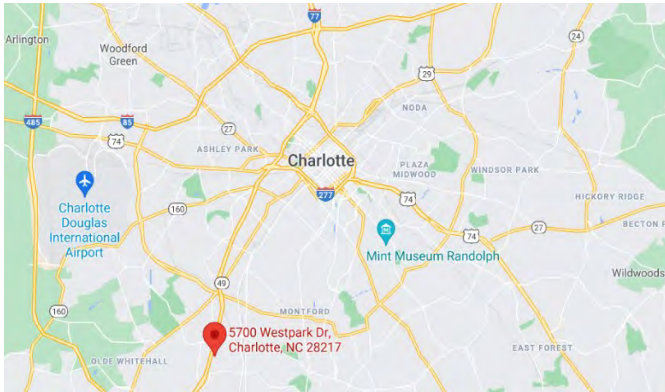 77
Arlington
Woodford
Green
24
29
485
85
74
27
NODA
74
ASHLEY PARK
Charlotte
PLAZA
MIDWOOD
WINDSOR PARK
277
74
HICKORY RIDGE
Charlotte
Douglas
International
Airport
160
Mint Museum Randolph
74
27
BECTON P
Wildwoods
49
160
MONTFORD
5700 Westpark Dr,
Charlotte, NC 28217
OLDE WHITEHALL
EAST FOREST